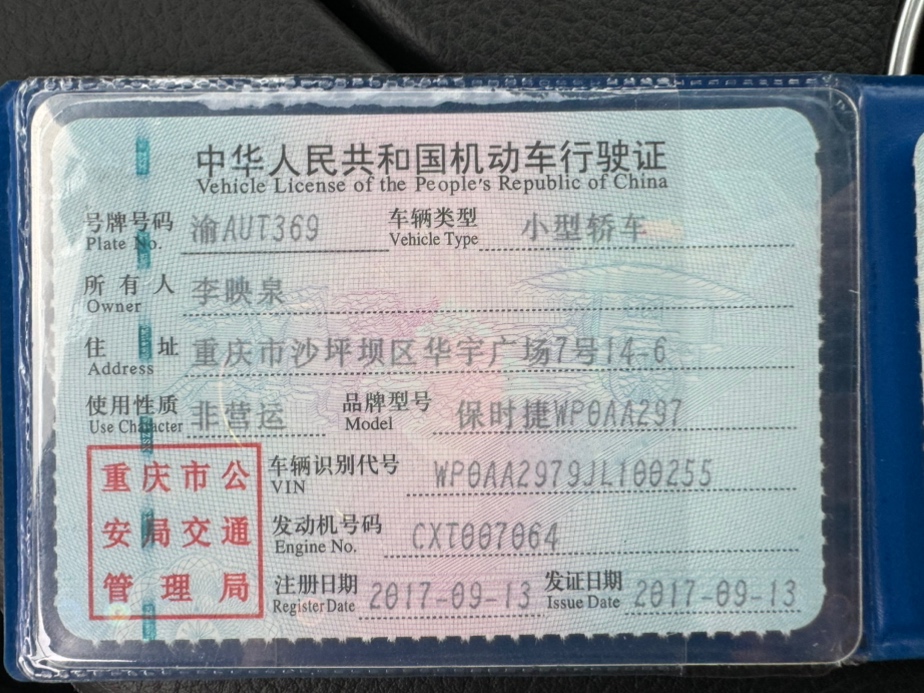 中华人民共和国机动车行驶证
Vehicle License of the People's Republic of China
号牌号码 渝AUT369 车辆类型 小型轿车
Plate No. Vehicle Type
所有人 李映泉
Owner
住址 重庆市沙坪坝区华宇广场7号14-6
Address
使用性质 非营运 品牌型号 保时捷WP0AA297
Use Character Model
车辆识别代号 WP0AA2979JL100255
VIN
发动机号码 CXT007064
Engine No.
注册日期 2017-09-13 发证日期 2017-09-13
Register Date Issue Date
重庆市公
安局交通
管理局